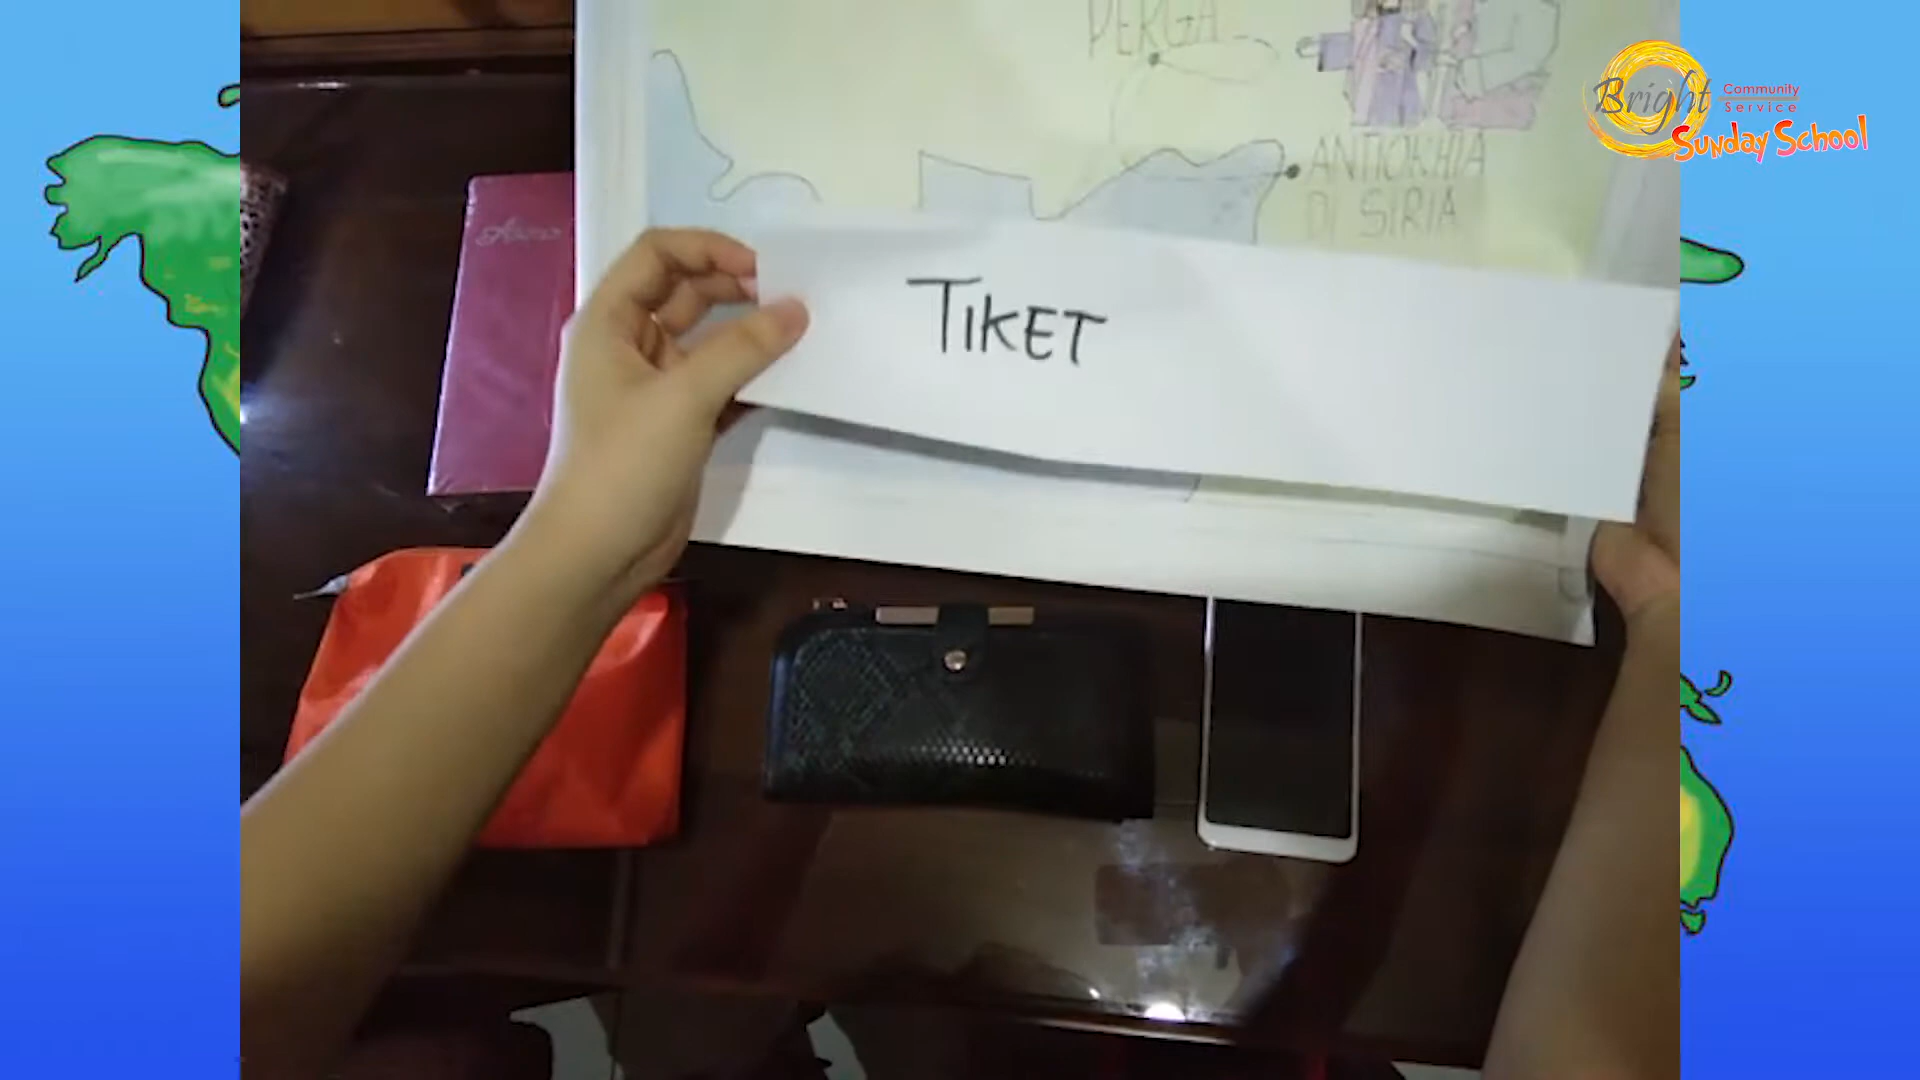 PERGA
ANTIOKHIA
DI SIRIA
TIKET
Bright
Community
Service
Sunday School